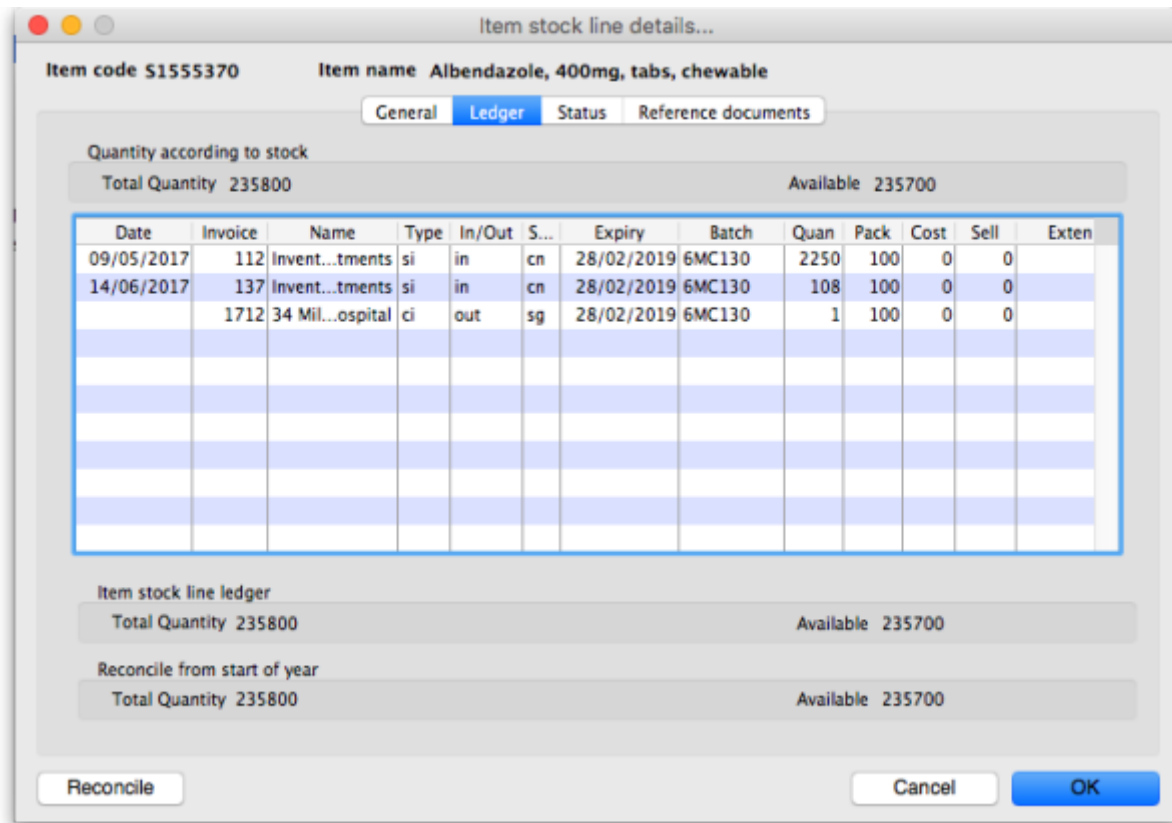 Item stock line details...
Item code S1555370 Item name Albendazole, 400mg, tabs, chewable
General Ledger Status Reference documents
Quantity according to stock
Total Quantity 235800 Available 235700
Date Invoice Name Type In/Out S... Expiry Batch Quan Pack Cost Sell Exten
09/05/2017 112 Invent...tments si in cn 28/02/2019 6MC130 2250 100 0 0
14/06/2017 137 Invent...tments si in cn 28/02/2019 6MC130 108 100 0 0
1712 34 Mil...ospital ci out sg 28/02/2019 6MC130 1 100 0 0
Item stock line ledger
Total Quantity 235800 Available 235700
Reconcile from start of year
Total Quantity 235800 Available 235700
Reconcile Cancel OK